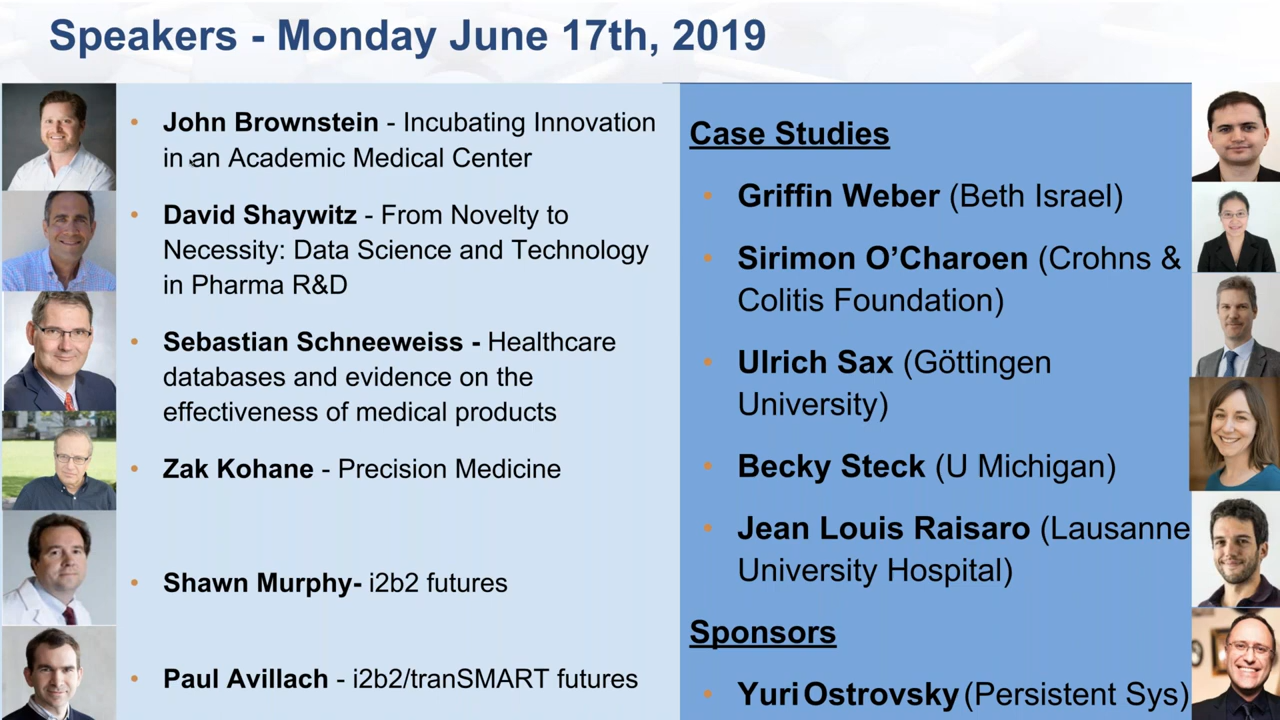 Speakers - Monday June 17th, 2019
John Brownstein - Incubating Innovation
in an Academic Medical Center
David Shaywitz - From Novelty to
Necessity: Data Science and Technology
in Pharma R&D
Sebastian Schneeweiss - Healthcare
databases and evidence on the
effectiveness of medical products
Zak Kohane - Precision Medicine
Shawn Murphy- i2b2 futures
Paul Avillach - i2b2/tranSMART futures
Case Studies
Griffin Weber (Beth Israel)
Sirimon O’Charoen (Crohns &
Colitis Foundation)
Ulrich Sax (Göttingen
University)
Becky Steck (U Michigan)
Jean Louis Raisaro (Lausanne
University Hospital)
Sponsors
Yuri Ostrovsky (Persistent Sys)